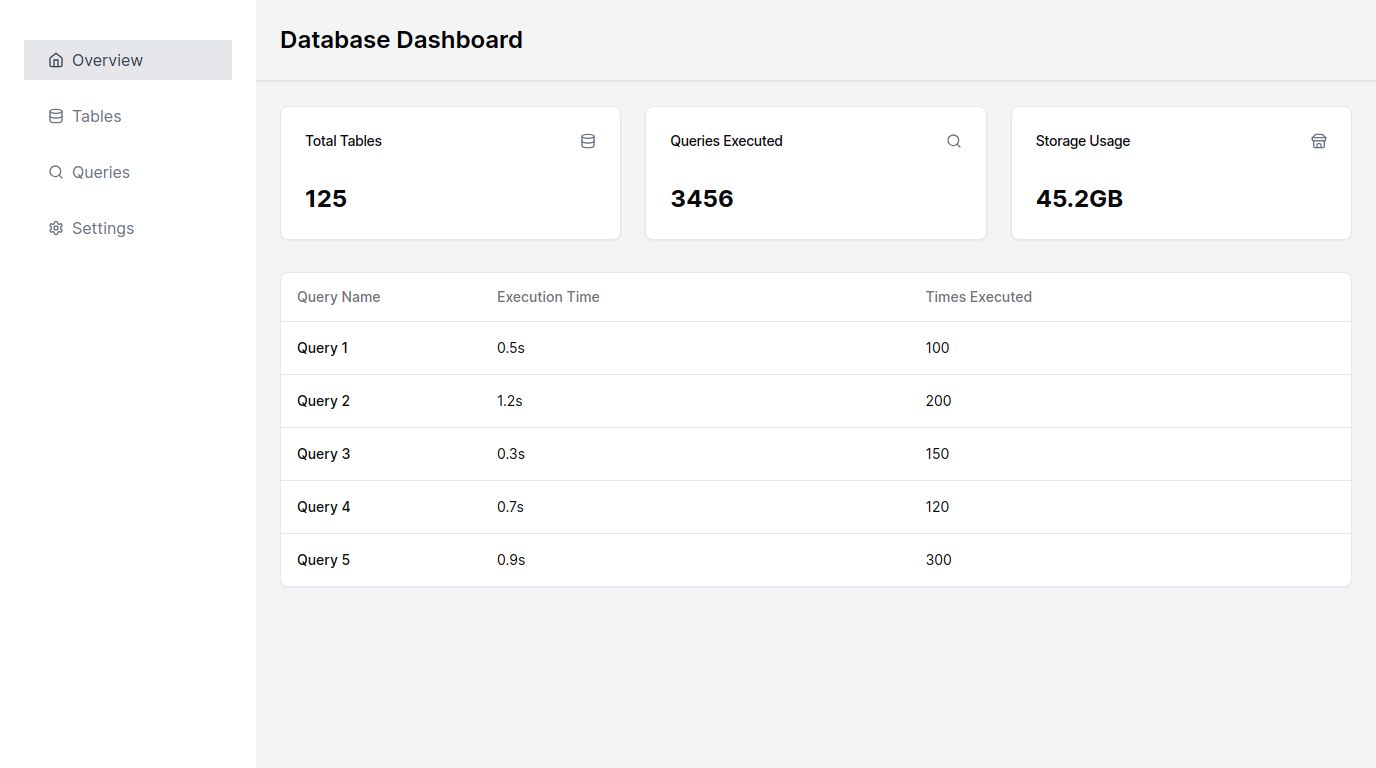 Overview
Tables
Queries
Settings
Database Dashboard
Total Tables
125
Queries Executed
3456
Storage Usage
45.2GB
Query Name Execution Time Times Executed
Query 1 0.5s 100
Query 2 1.2s 200
Query 3 0.3s 150
Query 4 0.7s 120
Query 5 0.9s 300